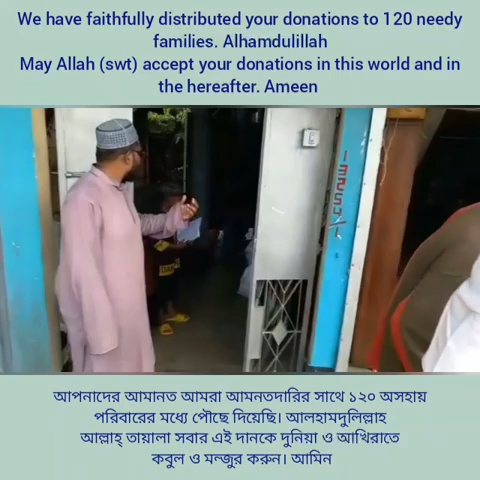 We have faithfully distributed your donations to 120 needy
families. Alhamdulillah
May Allah (swt) accept your donations in this world and in
the hereafter. Ameen
আপনাদের আমানত আমরা আমনতদারির সাথে ১২০ অসহায়
পরিবারের মধ্যে পৌছে দিয়েছি। আলহামদুলিল্লাহ
আল্লাহ্ তায়ালা সবার এই দানকে দুনিয়া ও আখিরাতে
কবুল ও মন্জুর করুন। আমিন